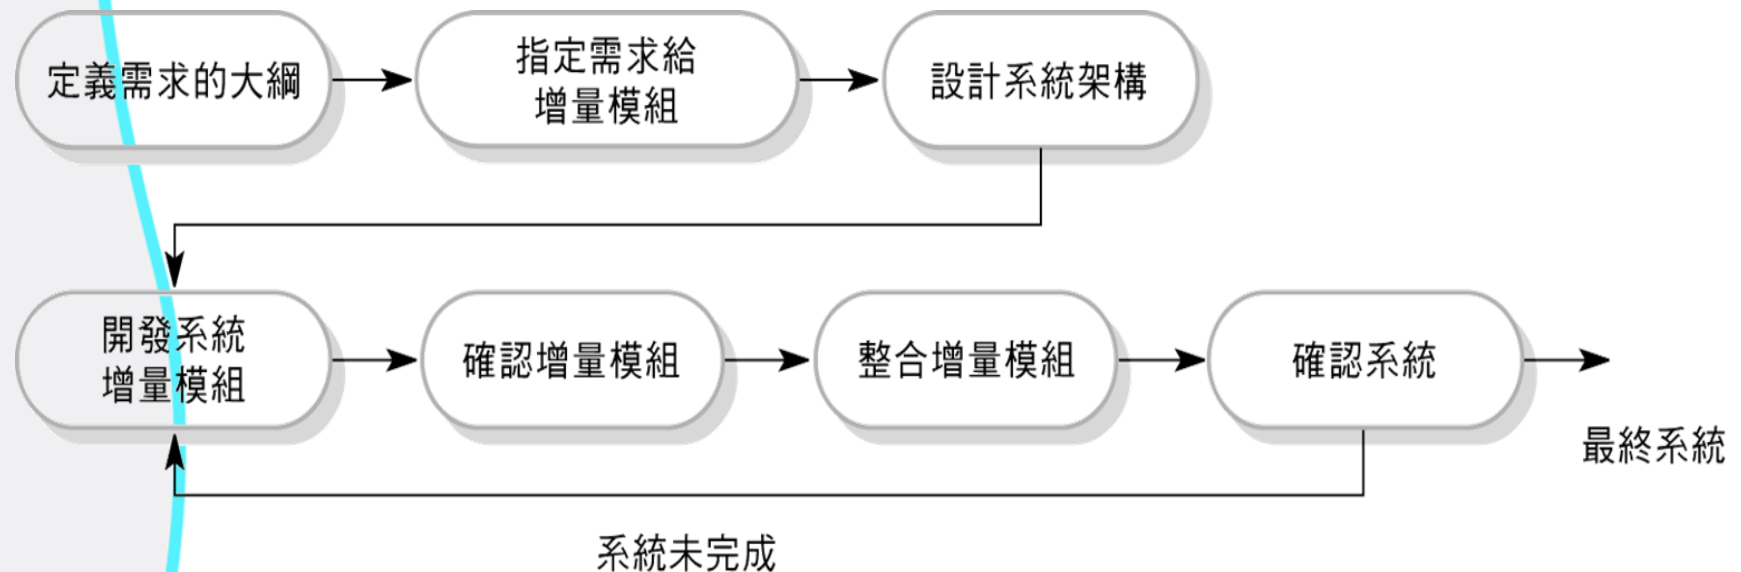 定義需求的大綱
指定需求給
增量模組
設計系統架構
開發系統
增量模組
確認增量模組
整合增量模組
確認系統
最終系統
系統未完成